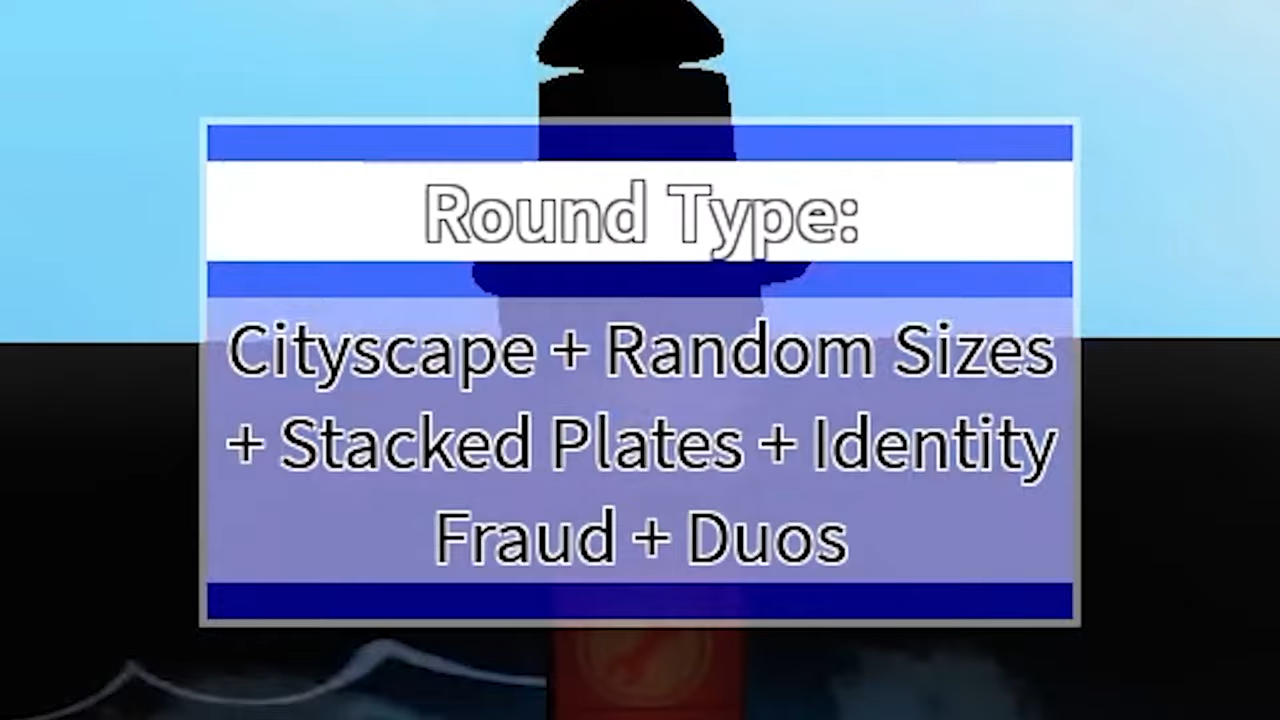 Round Type:
Cityscape + Random Sizes
+ Stacked Plates + Identity
Fraud + Duos